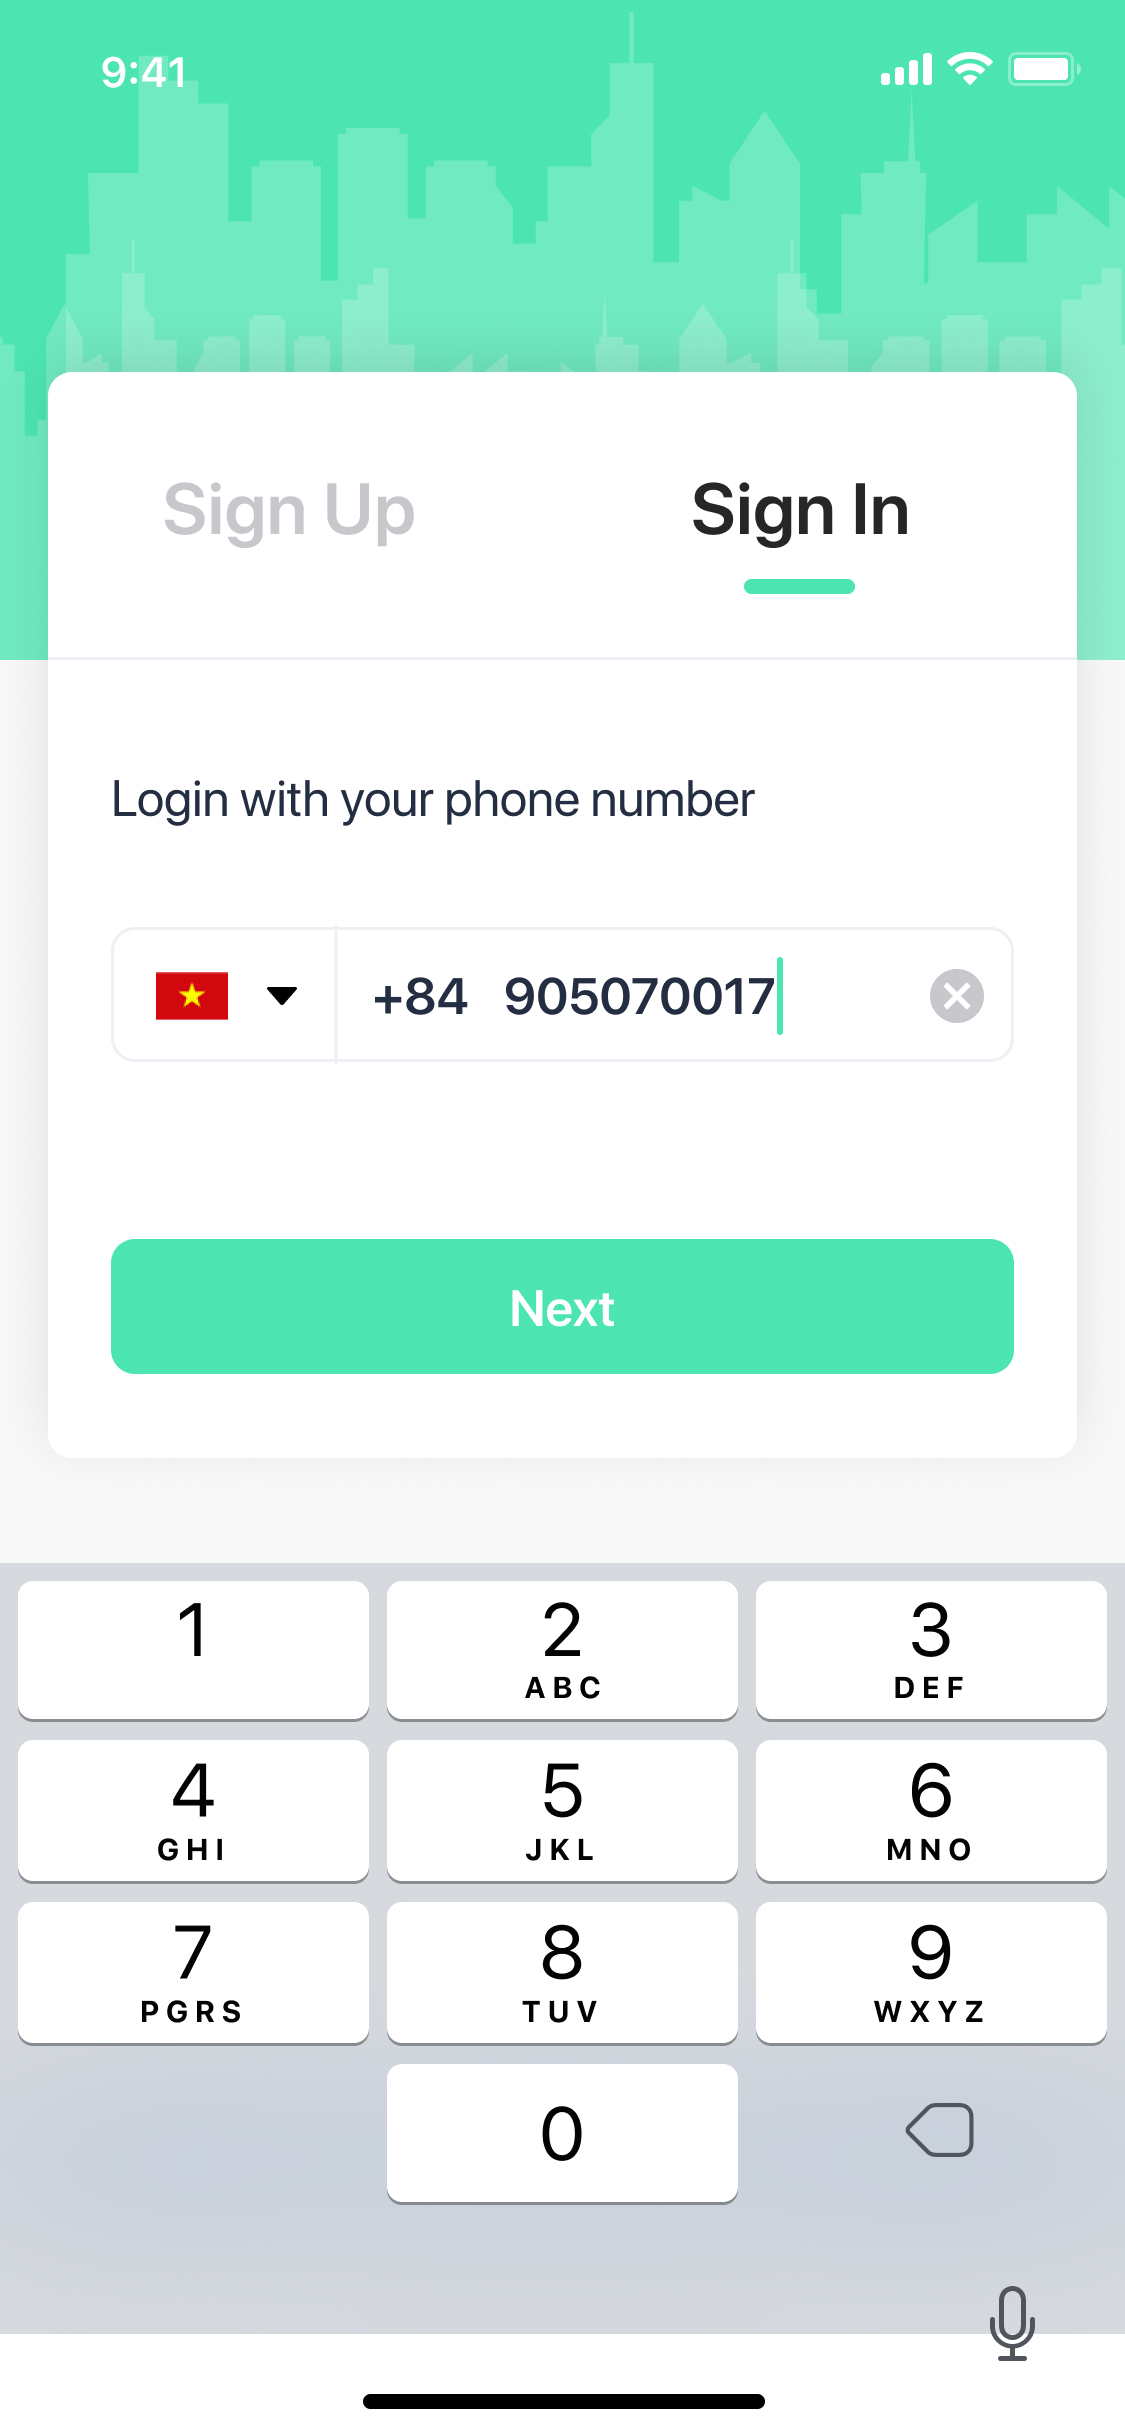 9:41
Sign Up Sign In
Login with your phone number
+84 905070017
Next
1 2 3
ABC DEF
4 5 6
GHI JKL MNO
7 8 9
PGRS TUV WXYZ
0